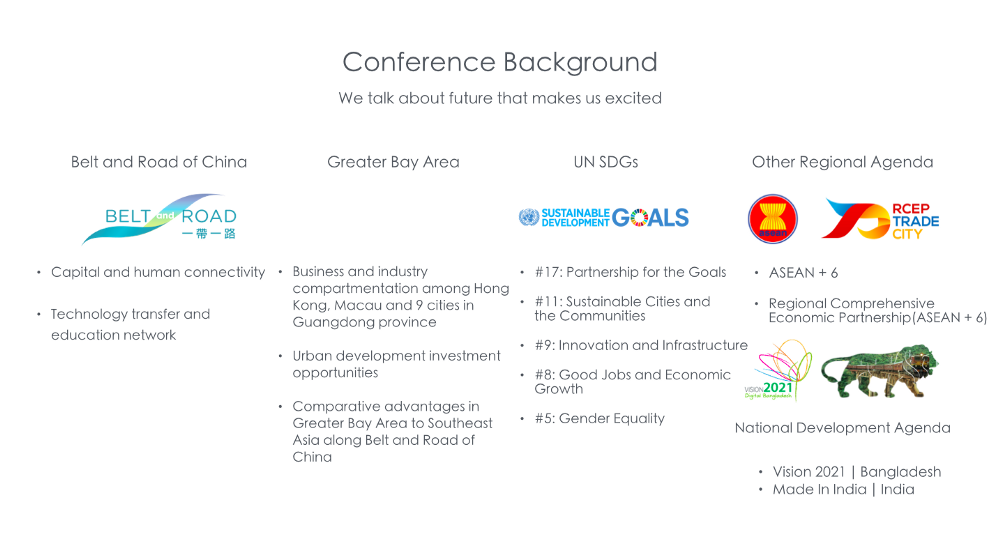 Conference Background
We talk about future that makes us excited
Belt and Road of China
BELT and ROAD
一帶一路
• Capital and human connectivity
• Technology transfer and
education network
Greater Bay Area
• Business and industry
compartmentation among Hong
Kong, Macau and 9 cities in
Guangdong province
• Urban development investment
opportunities
• Comparative advantages in
Greater Bay Area to Southeast
Asia along Belt and Road of
China
UN SDGs
SUSTAINABLE
DEVELOPMENT
GOALS
• #17: Partnership for the Goals
• #11: Sustainable Cities and
the Communities
• #9: Innovation and Infrastructure
• #8: Good Jobs and Economic
Growth
• #5: Gender Equality
Other Regional Agenda
ASEAN
RCEP
TRADE
CITY
• ASEAN + 6
• Regional Comprehensive
Economic Partnership(ASEAN + 6)
VISION2021
Digital Bangladesh
National Development Agenda
• Vision 2021 | Bangladesh
• Made In India | India